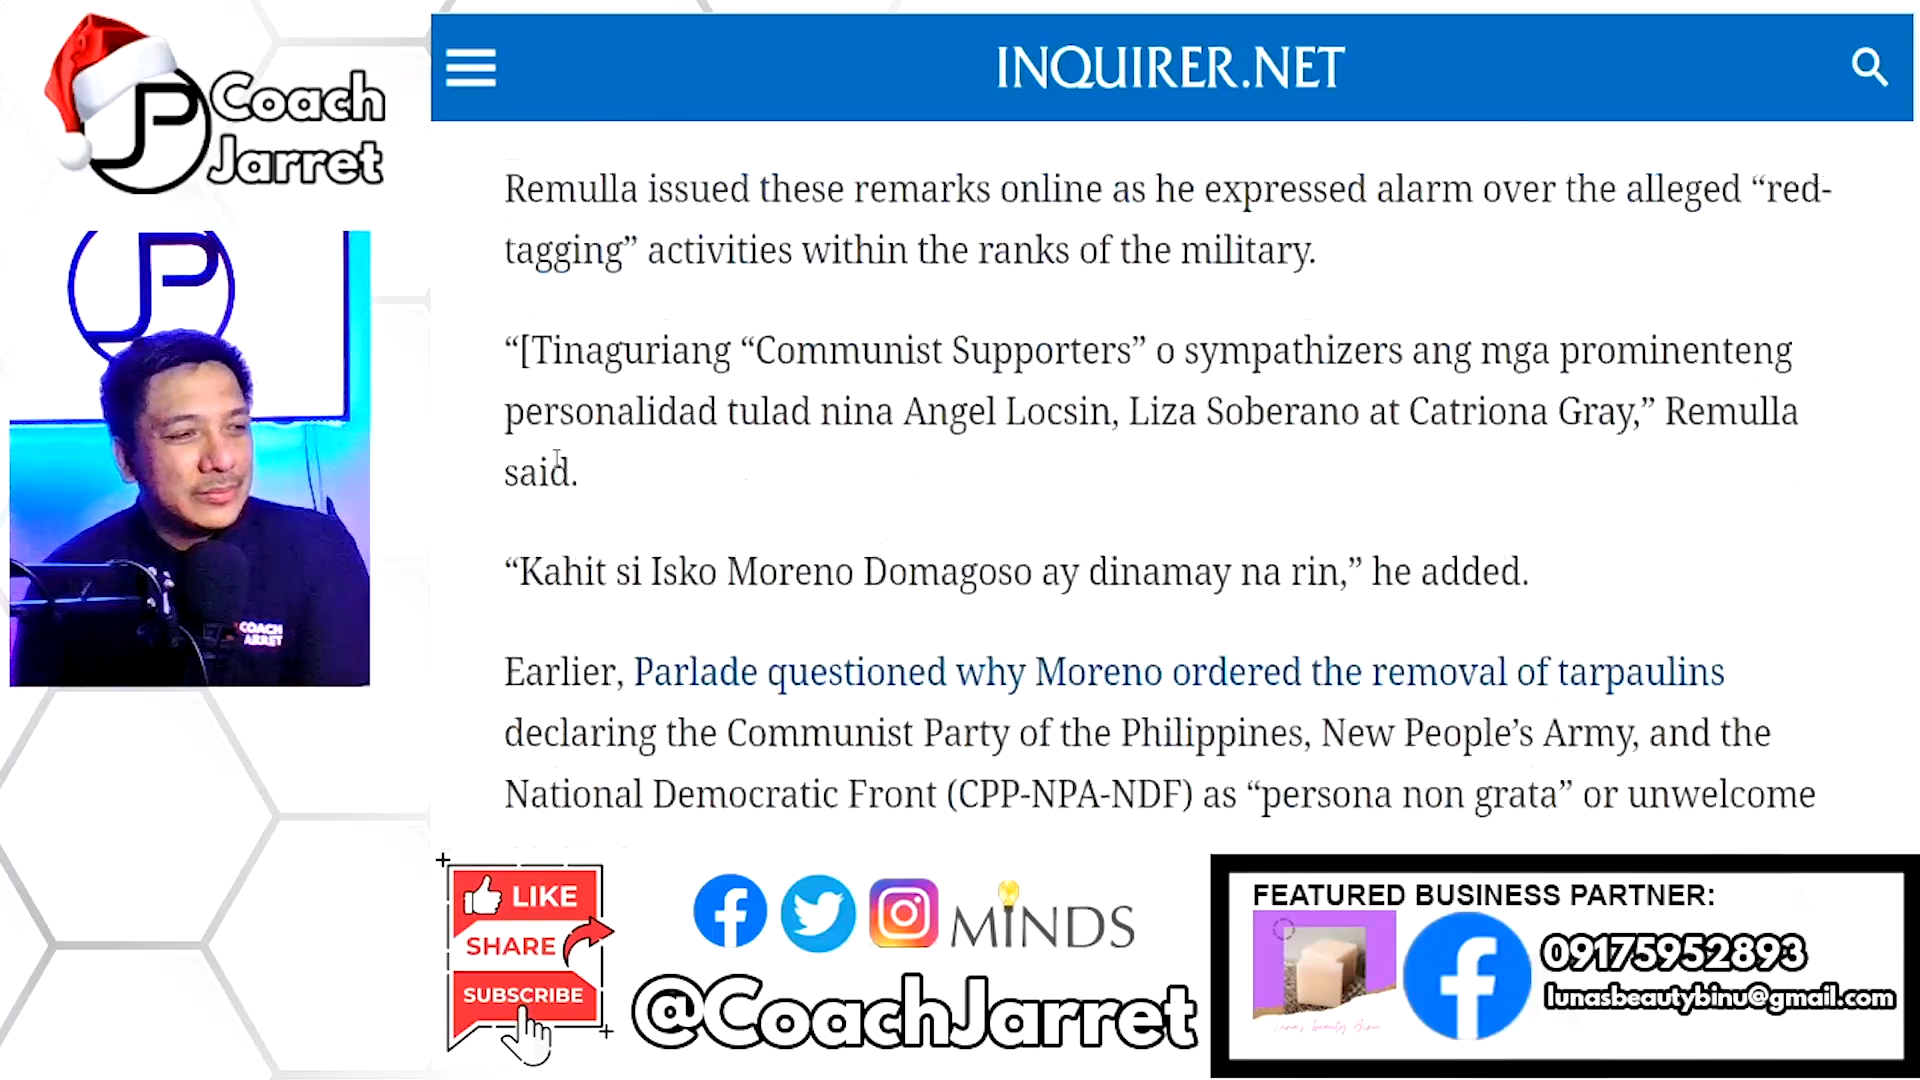 Coach
Jarret
INQUIRER.NET
Remulla issued these remarks online as he expressed alarm over the alleged “red-
tagging” activities within the ranks of the military.
“[Tinaguriang “Communist Supporters” o sympathizers ang mga prominenteng
personalidad tulad nina Angel Locsin, Liza Soberano at Catriona Gray,” Remulla
said.
“Kahit si Isko Moreno Domagoso ay dinamay na rin,” he added.
Earlier, Parlade questioned why Moreno ordered the removal of tarpaulins
declaring the Communist Party of the Philippines, New People’s Army, and the
National Democratic Front (CPP-NPA-NDF) as “persona non grata” or unwelcome
COACH
JARRET
LIKE
SHARE
SUBSCRIBE
MINDS
@CoachJarret
FEATURED BUSINESS PARTNER:
09175952893
lunasbeautybinu@gmail.com
Luna's Beauty Binu